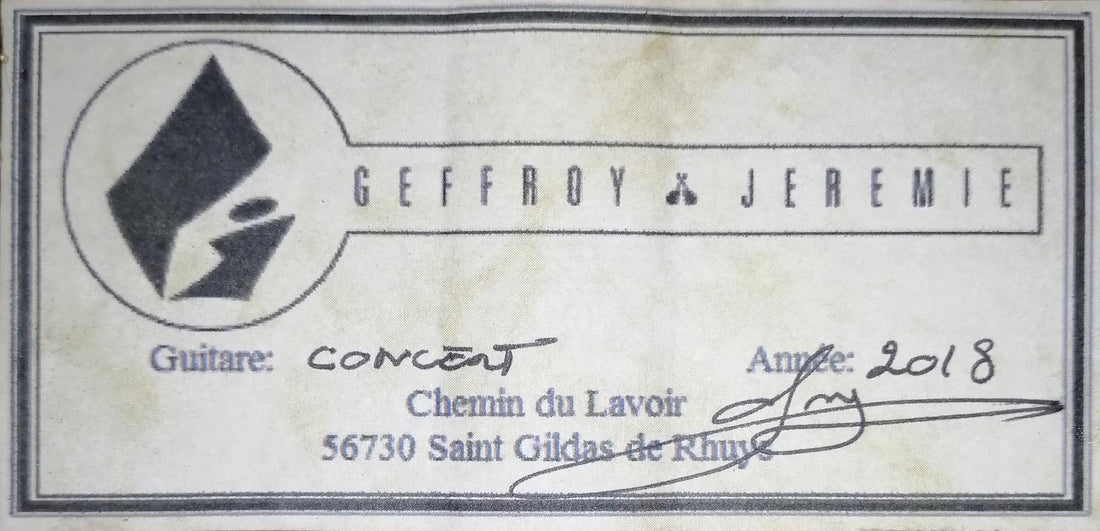 GEFFROY JEREMIE
Guitare: CONCERT Année: 2018
Chemin du Lavoir
56730 Saint Gildas de Rhuys